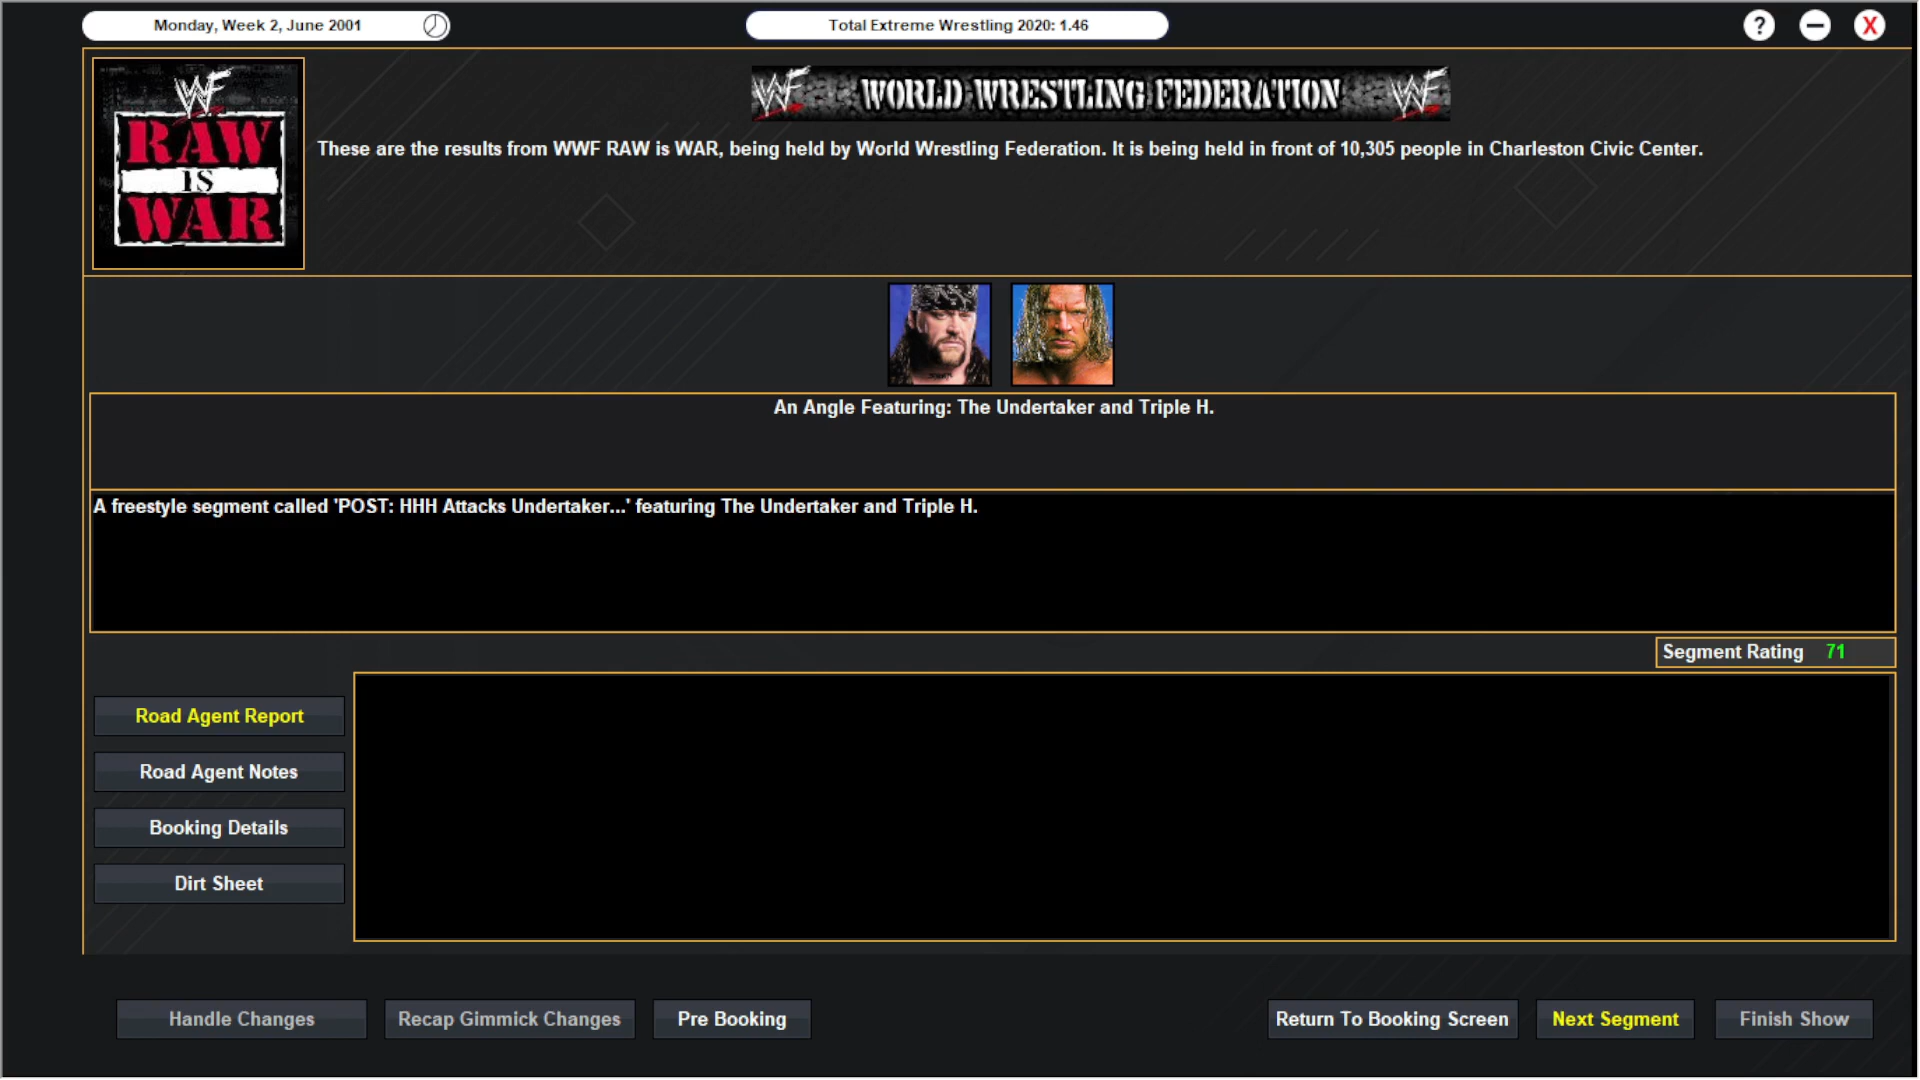 Monday, Week 2, June 2001
Total Extreme Wrestling 2020: 1.46
?
X
WF
RAW
IS
WAR
WF WORLD WRESTLING FEDERATION WF
These are the results from WWF RAW is WAR, being held by World Wrestling Federation. It is being held in front of 10,305 people in Charleston Civic Center.
An Angle Featuring: The Undertaker and Triple H.
A freestyle segment called 'POST: HHH Attacks Undertaker...' featuring The Undertaker and Triple H.
Segment Rating 71
Road Agent Report
Road Agent Notes
Booking Details
Dirt Sheet
Handle Changes
Recap Gimmick Changes
Pre Booking
Return To Booking Screen
Next Segment
Finish Show